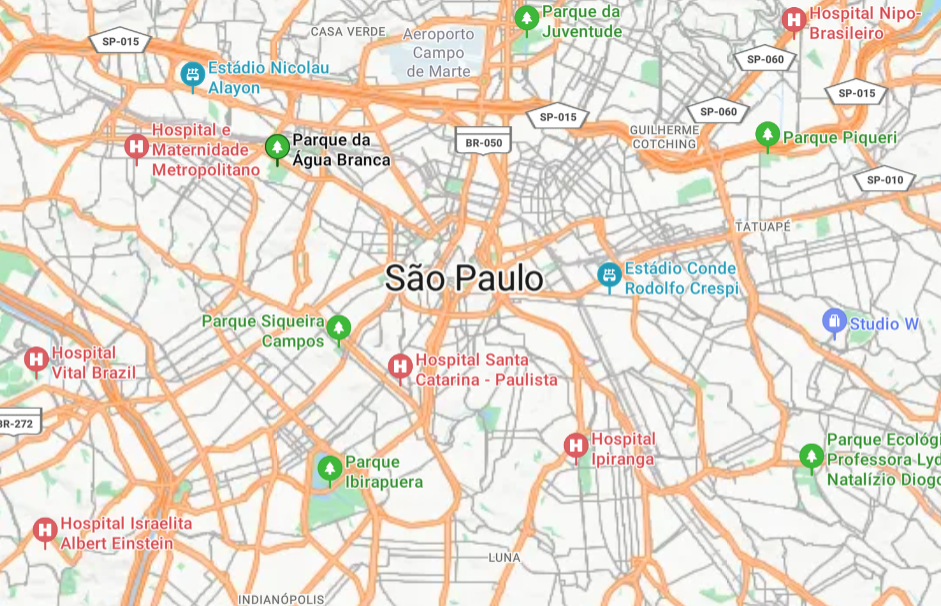 Parque da
Juventude
Hospital Nipo-
Brasileiro
CASA VERDE
Aeroporto
Campo
de Marte
SP-015
SP-060
Estádio Nicolau
Alayon
SP-015
SP-060
SP-015
Hospital e
Maternidade
Metropolitano
Parque da
Água Branca
BR-050
GUILHERME
COTCHING
Parque Piqueri
SP-010
TATUAPÉ
São Paulo
Estádio Conde
Rodolfo Crespi
Parque Siqueira
Campos
Studio W
Hospital
Vital Brazil
Hospital Santa
Catarina - Paulista
BR-272
Hospital
Ipiranga
Parque Ecológi
Professora Lyd
Natalízio Diogo
Parque
Ibirapuera
Hospital Israelita
Albert Einstein
LUNA
INDIANÓPOLIS